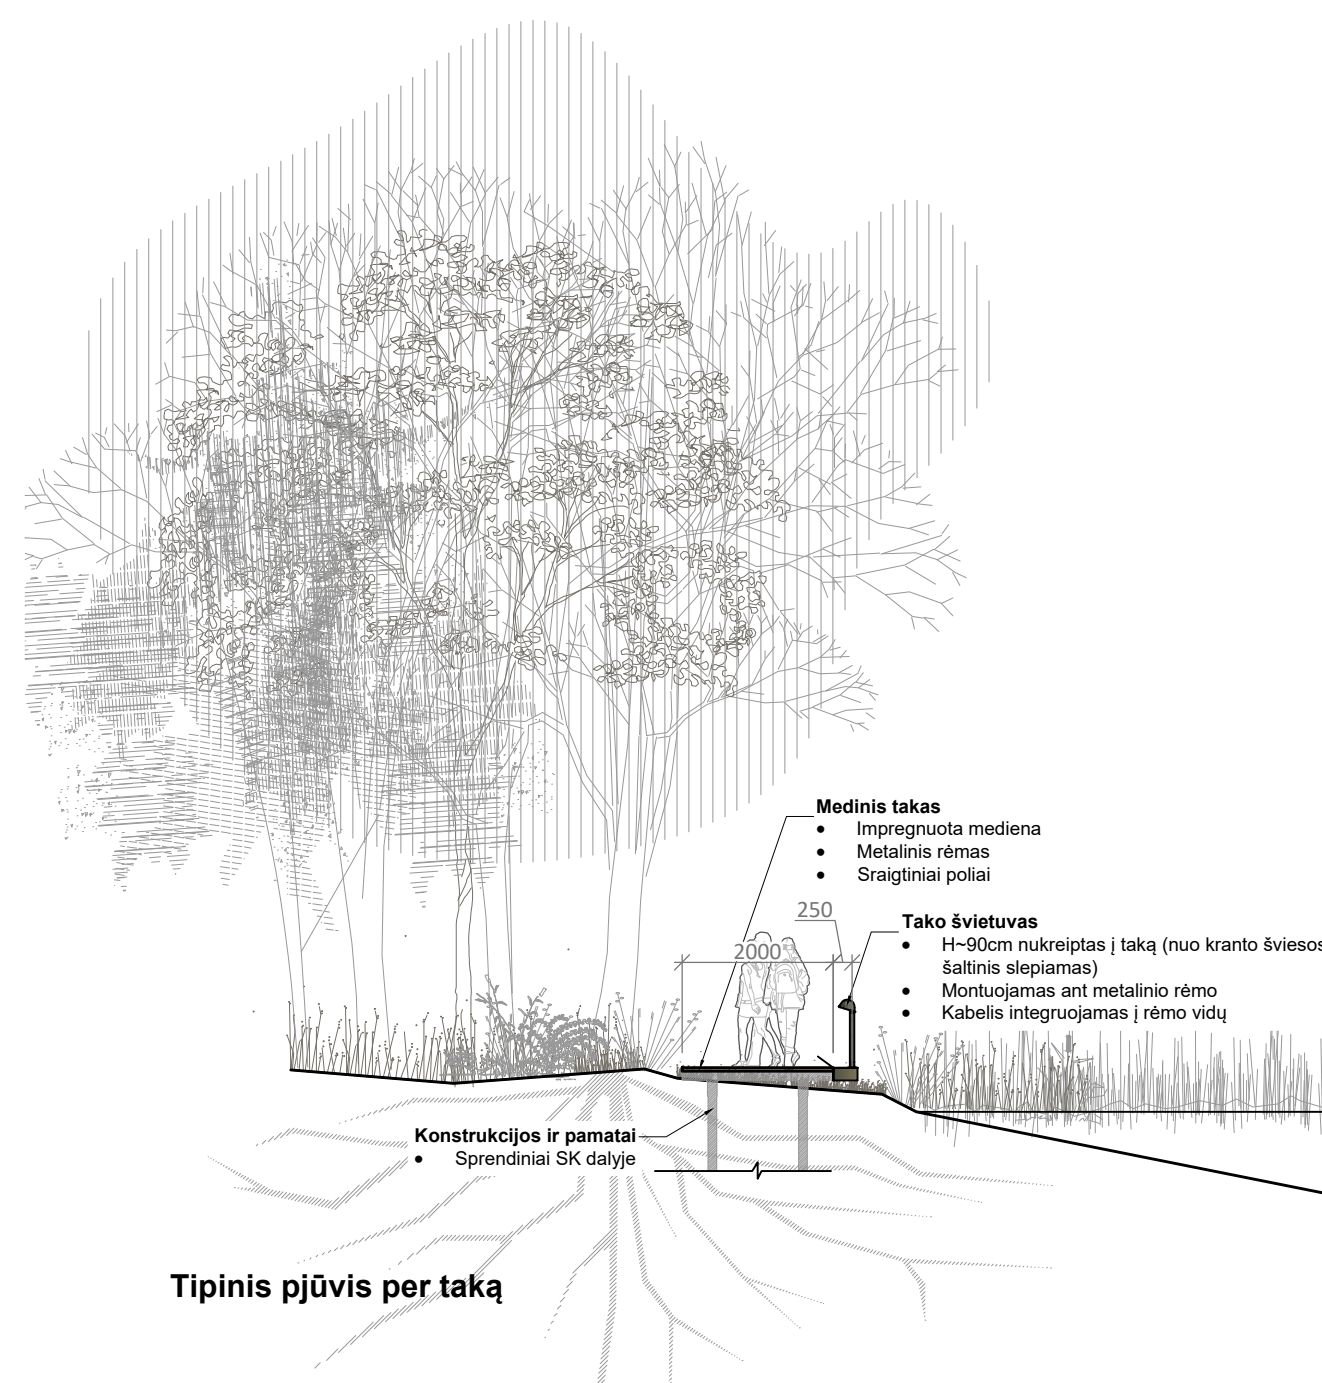 Medinis takas
• Impregnuota mediena
• Metalinis rėmas
• Sraigtiniai poliai
250
2000
Tako švietuvas
• H~90cm nukreiptas į taką (nuo kranto šviesos
šaltinis slepiamas)
• Montuojamas ant metalinio rėmo
• Kabelis integruojamas į rėmo vidų
Konstrukcijos ir pamatai
• Sprendiniai SK dalyje
Tipinis pjūvis per taką